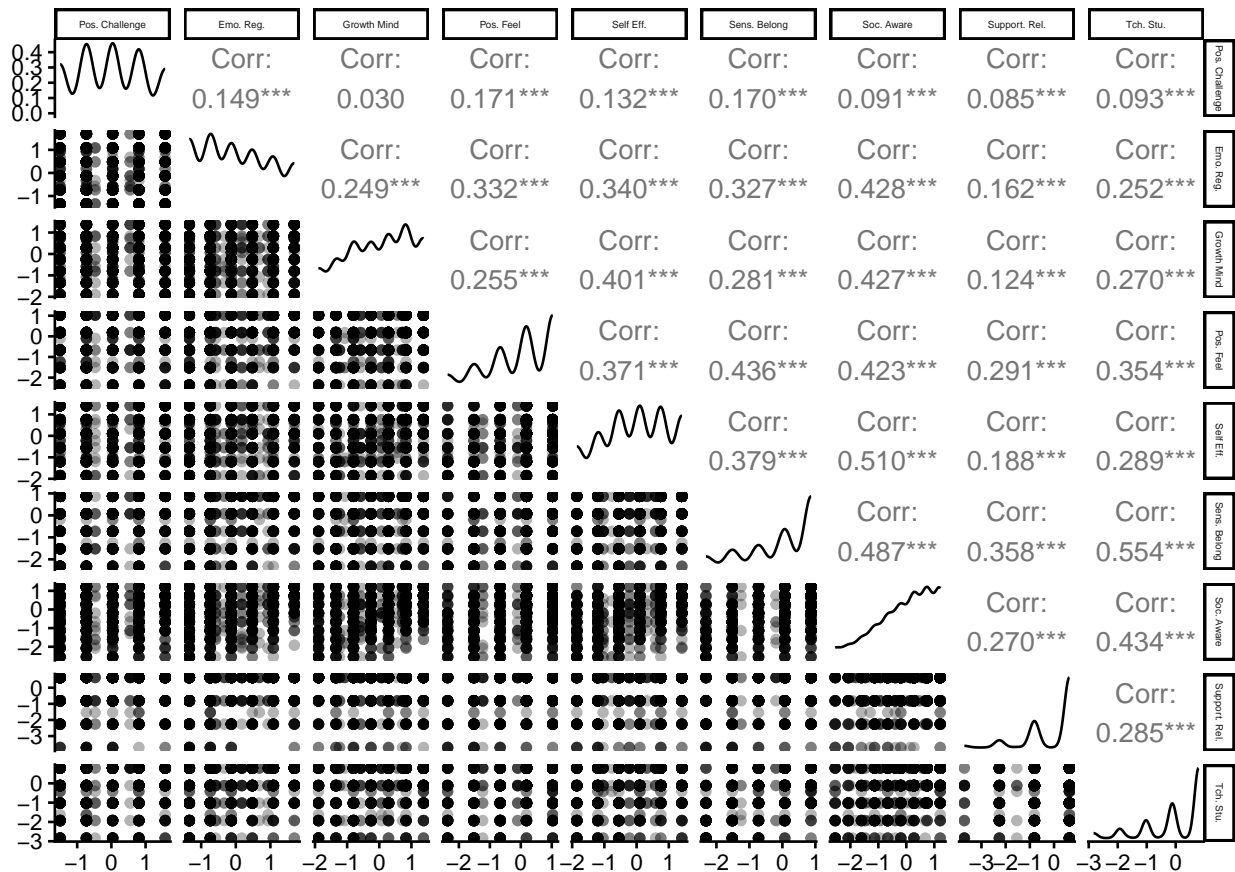 Pos. Challenge Emo. Reg. Growth Mind Pos. Feel Self Eff. Sens. Belong Soc. Aware Support. Rel. Tch. Stu.
0.4 Corr: Corr: Corr: Corr: Corr: Corr: Corr: Corr: Pos. Challenge
0.3
0.2
0.1 0.149*** 0.030 0.171*** 0.132*** 0.170*** 0.091*** 0.085*** 0.093***
0.0
1 Corr: Corr: Corr: Corr: Corr: Corr: Corr: Emo. Reg.
0
−1 0.249*** 0.332*** 0.340*** 0.327*** 0.428*** 0.162*** 0.252***
1 Corr: Corr: Corr: Corr: Corr: Corr: Growth Mind
0
−1 0.255*** 0.401*** 0.281*** 0.427*** 0.124*** 0.270***
−2
1 Corr: Corr: Corr: Corr: Corr: Pos. Feel
0
−1 0.371*** 0.436*** 0.423*** 0.291*** 0.354***
−2
1 Corr: Corr: Corr: Corr: Self Eff.
0
−1 0.379*** 0.510*** 0.188*** 0.289***
−2
1 Corr: Corr: Corr: Sens. Belong
0
−1 0.487*** 0.358*** 0.554***
−2
1 Corr: Corr: Soc. Aware
0
−1 0.270*** 0.434***
−2
0 Corr: Support. Rel.
−1
−2 0.285***
−3
0 Tch. Stu.
−1
−2
−3
−1 0 1 −1 0 1 −2 −1 0 1 −2 −1 0 1 −2 −1 0 1 −2 −1 0 1 −2 −1 0 1 −3 −2 −1 0 −3 −2 −1 0